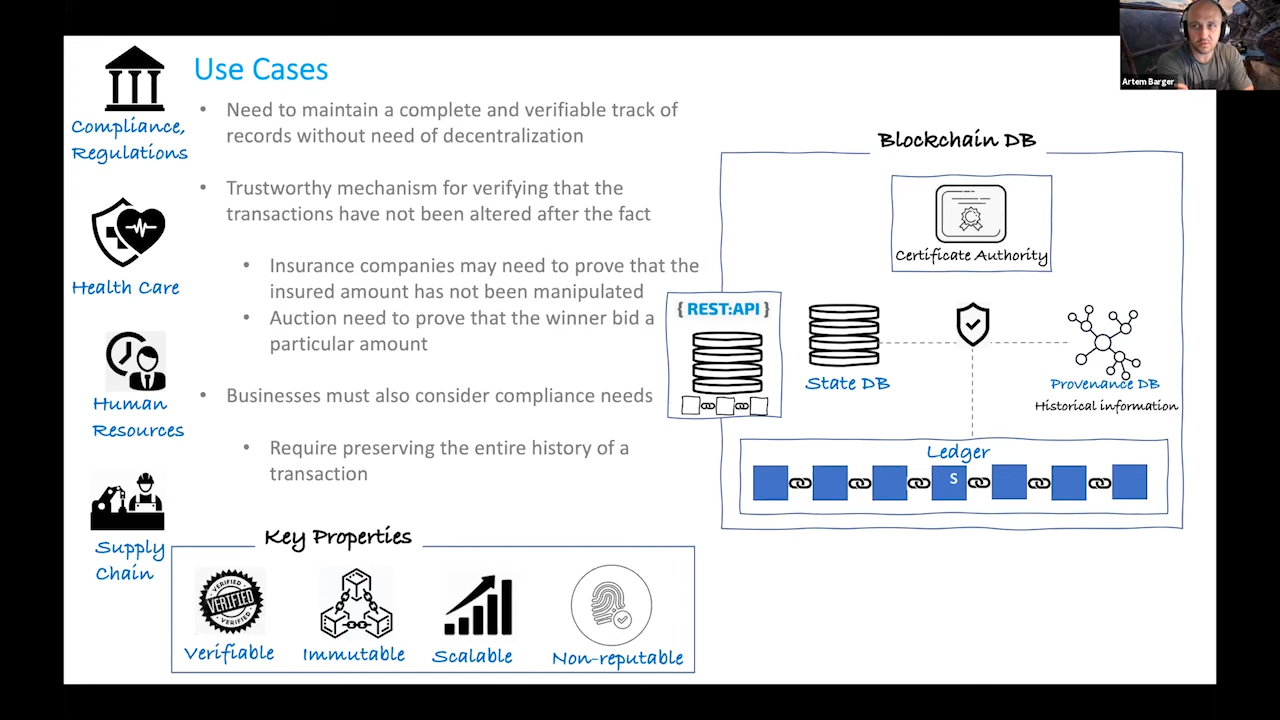 Artem Barger
Use Cases
Compliance,
Regulations
Health Care
Human
Resources
Supply
Chain
• Need to maintain a complete and verifiable track of
records without need of decentralization
• Trustworthy mechanism for verifying that the
transactions have not been altered after the fact
• Insurance companies may need to prove that the
insured amount has not been manipulated
• Auction need to prove that the winner bid a
particular amount
• Businesses must also consider compliance needs
• Require preserving the entire history of a
transaction
Blockchain DB
Certificate Authority
{ REST:API }
State DB
Provenance DB
Historical information
Ledger
S
Key Properties
VERIFIED
VERIFIED
VERIFIED
Verifiable
Immutable
Scalable
Non-reputable